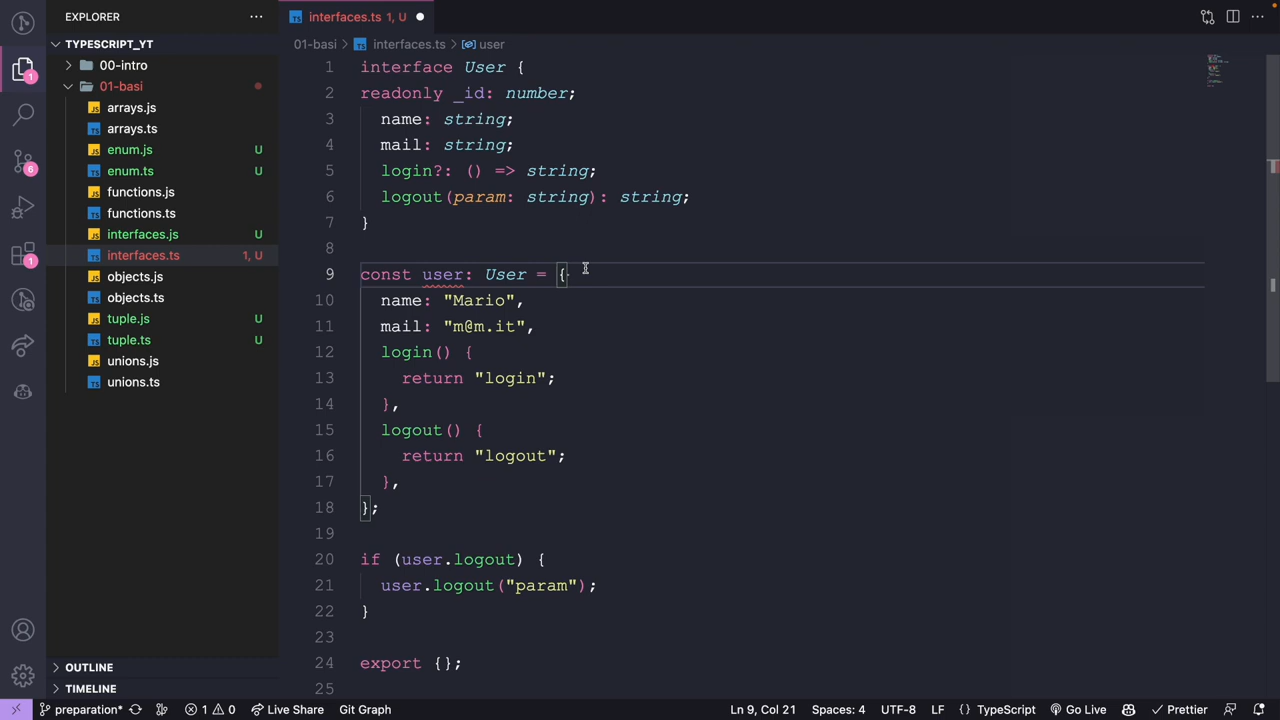 EXPLORER
interfaces.ts 1, U
TYPESCRIPT_YT
01-basi > interfaces.ts > user
00-intro
01-basi
arrays.js
arrays.ts
enum.js U
enum.ts U
functions.js
functions.ts
interfaces.js U
interfaces.ts 1, U
objects.js
objects.ts
tuple.js U
tuple.ts U
unions.js
unions.ts
OUTLINE
TIMELINE
1
6
1
1 interface User {
2 readonly _id: number;
3 name: string;
4 mail: string;
5 login?: () => string;
6 logout(param: string): string;
7 }
8
9 const user: User = {
10 name: "Mario",
11 mail: "m@m.it",
12 login() {
13 return "login";
14 },
15 logout() {
16 return "logout";
17 },
18 };
19
20 if (user.logout) {
21 user.logout("param");
22 }
23
24 export {};
25
preparation* 1 0 Live Share Git Graph Ln 9, Col 21 Spaces: 4 UTF-8 LF {} TypeScript Go Live Prettier